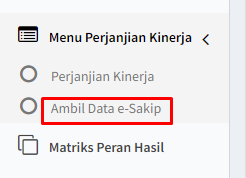 Menu Perjanjian Kinerja
Perjanjian Kinerja
Ambil Data e-Sakip
Matriks Peran Hasil